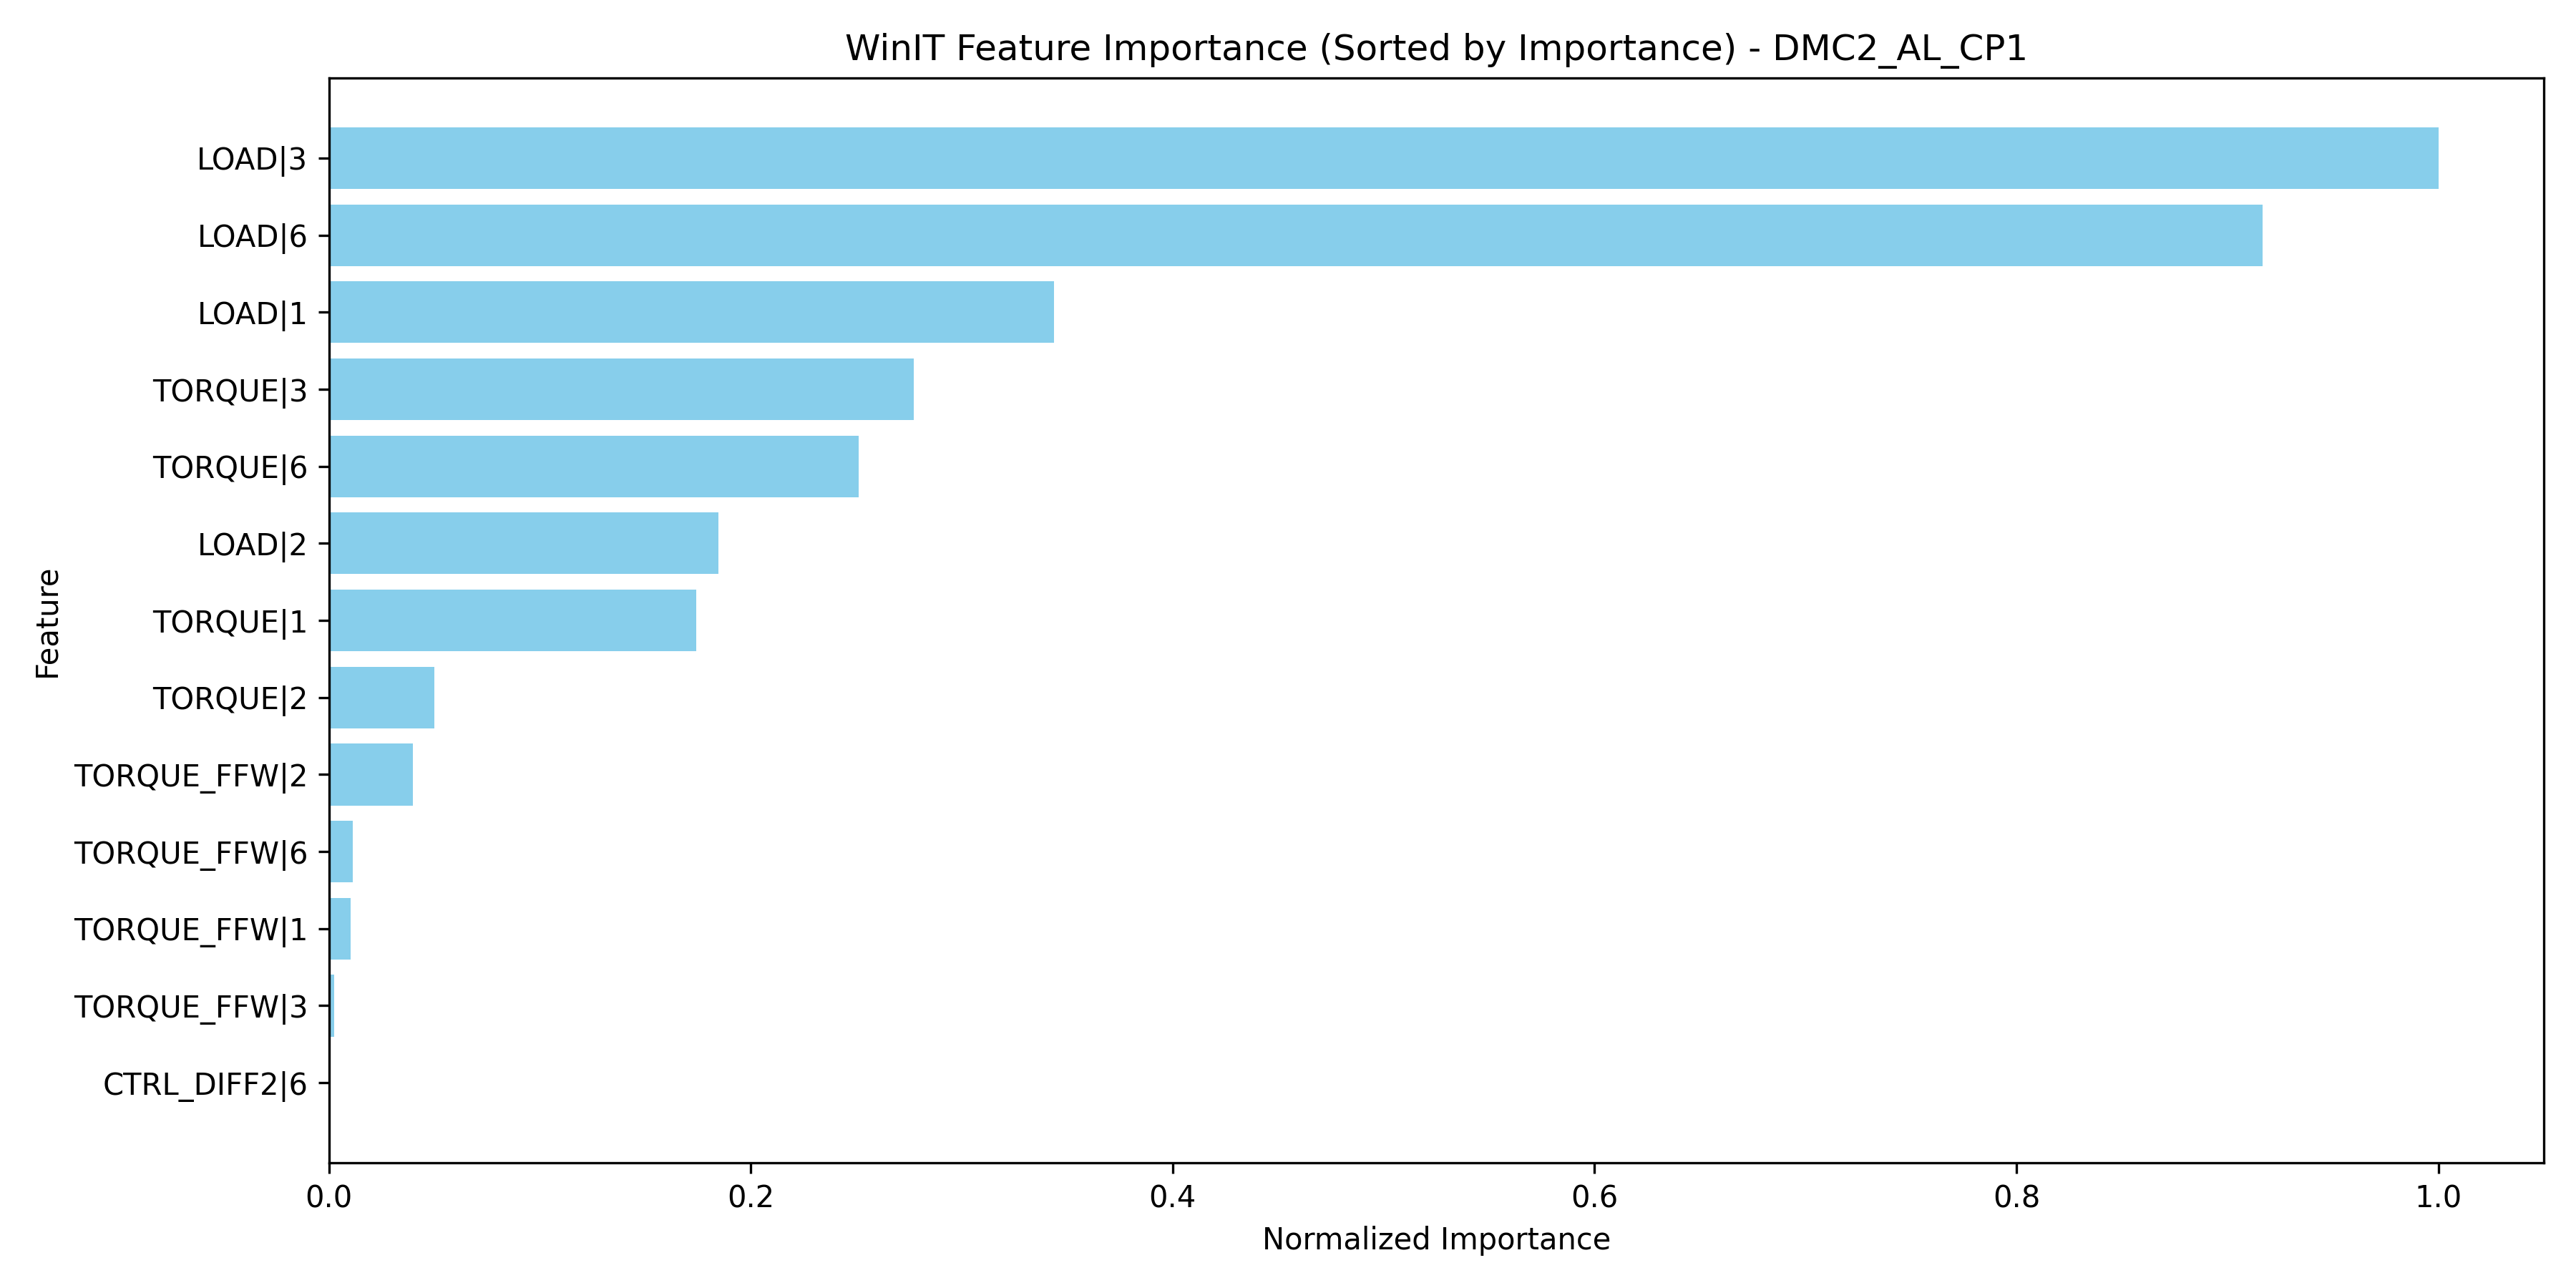 WinIT Feature Importance (Sorted by Importance) - DMC2_AL_CP1
LOAD|3
LOAD|6
LOAD|1
TORQUE|3
TORQUE|6
LOAD|2
TORQUE|1
TORQUE|2
TORQUE_FFW|2
TORQUE_FFW|6
TORQUE_FFW|1
TORQUE_FFW|3
CTRL_DIFF2|6
Feature
0.0 0.2 0.4 0.6 0.8 1.0
Normalized Importance